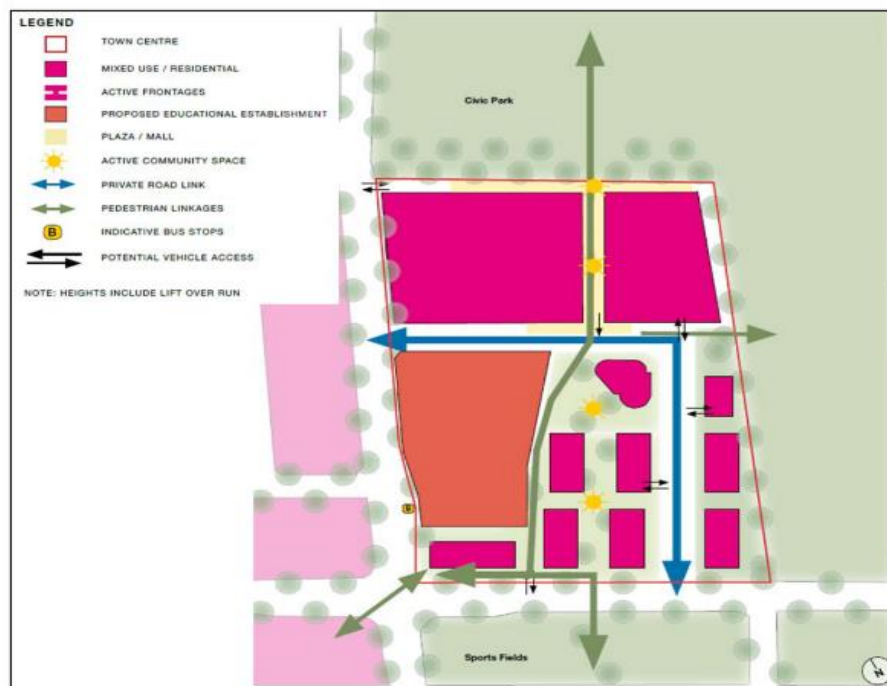 LEGEND
TOWN CENTRE
MIXED USE / RESIDENTIAL
ACTIVE FRONTAGES
PROPOSED EDUCATIONAL ESTABLISHMENT
PLAZA / MALL
ACTIVE COMMUNITY SPACE
PRIVATE ROAD LINK
PEDESTRIAN LINKAGES
B
INDICATIVE BUS STOPS
POTENTIAL VEHICLE ACCESS
NOTE: HEIGHTS INCLUDE LIFT OVER RUN
Civic Park
B
Sports Fields
N